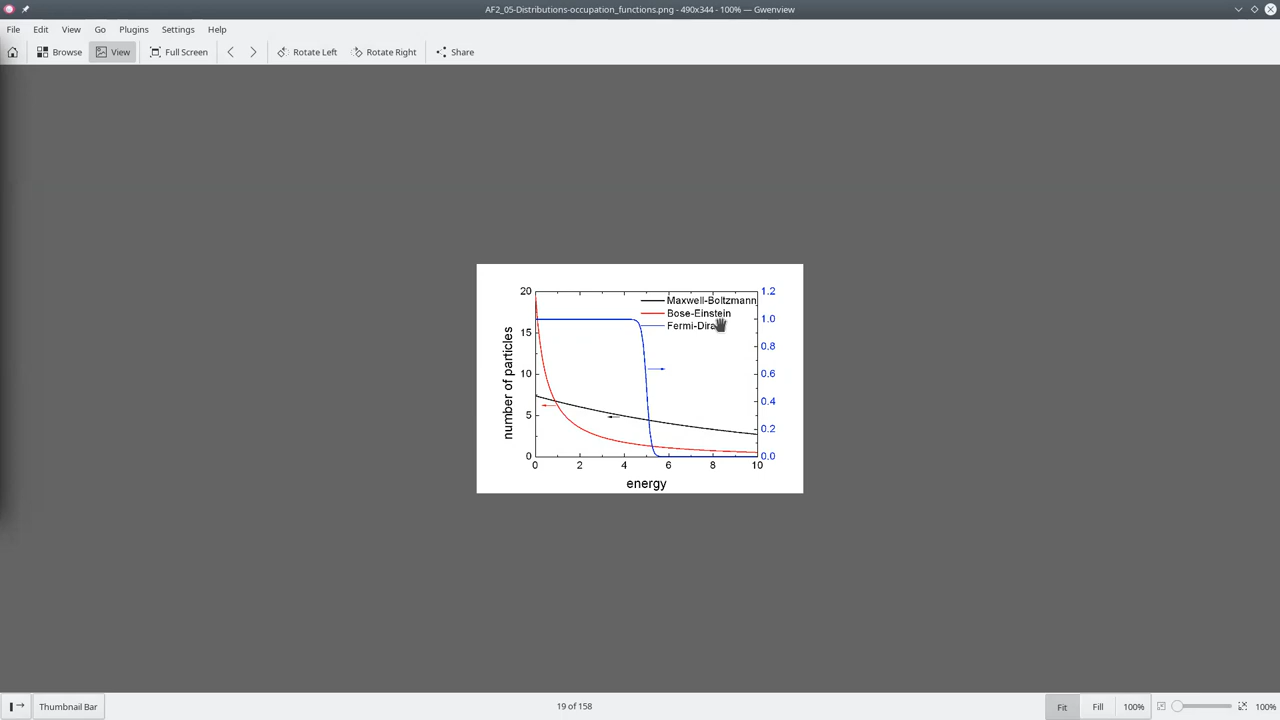 AF2_05-Distributions-occupation_functions.png - 490x344 - 100% — Gwenview
File Edit View Go Plugins Settings Help
Browse View Full Screen Rotate Left Rotate Right Share
20 1.2
Maxwell-Boltzmann
Bose-Einstein
1.0
15
0.8
10 0.6
0.4
5
0.2
0 0.0
number of particles
0 2 4 6 8 10
energy
Thumbnail Bar 19 of 158 Fit Fill 100% 100%